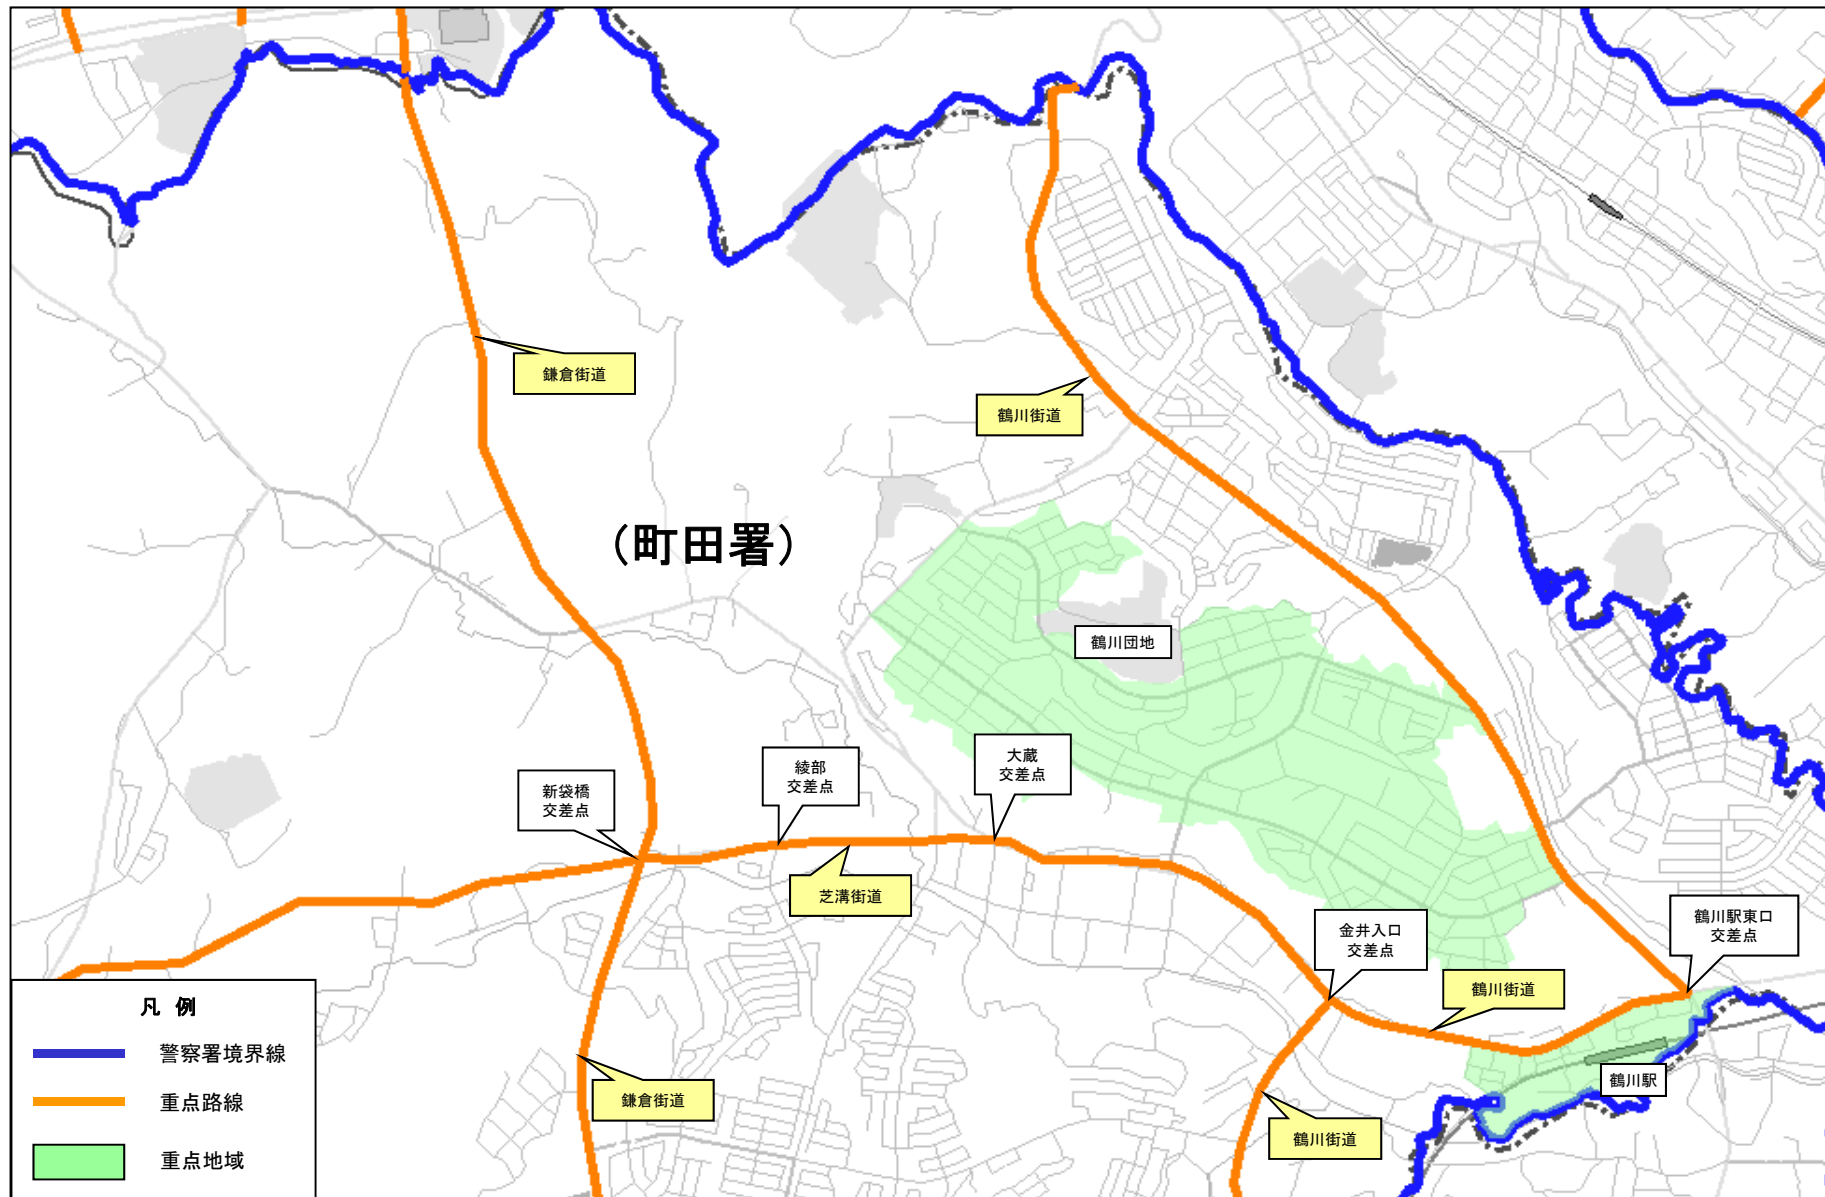 鎌倉街道
鶴川街道
（町田署）
鶴川団地
大蔵
交差点
綾部
交差点
新袋橋
交差点
芝溝街道
鶴川駅東口
交差点
金井入口
交差点
鶴川街道
鶴川駅
鎌倉街道
鶴川街道
凡 例
警察署境界線
重点路線
重点地域